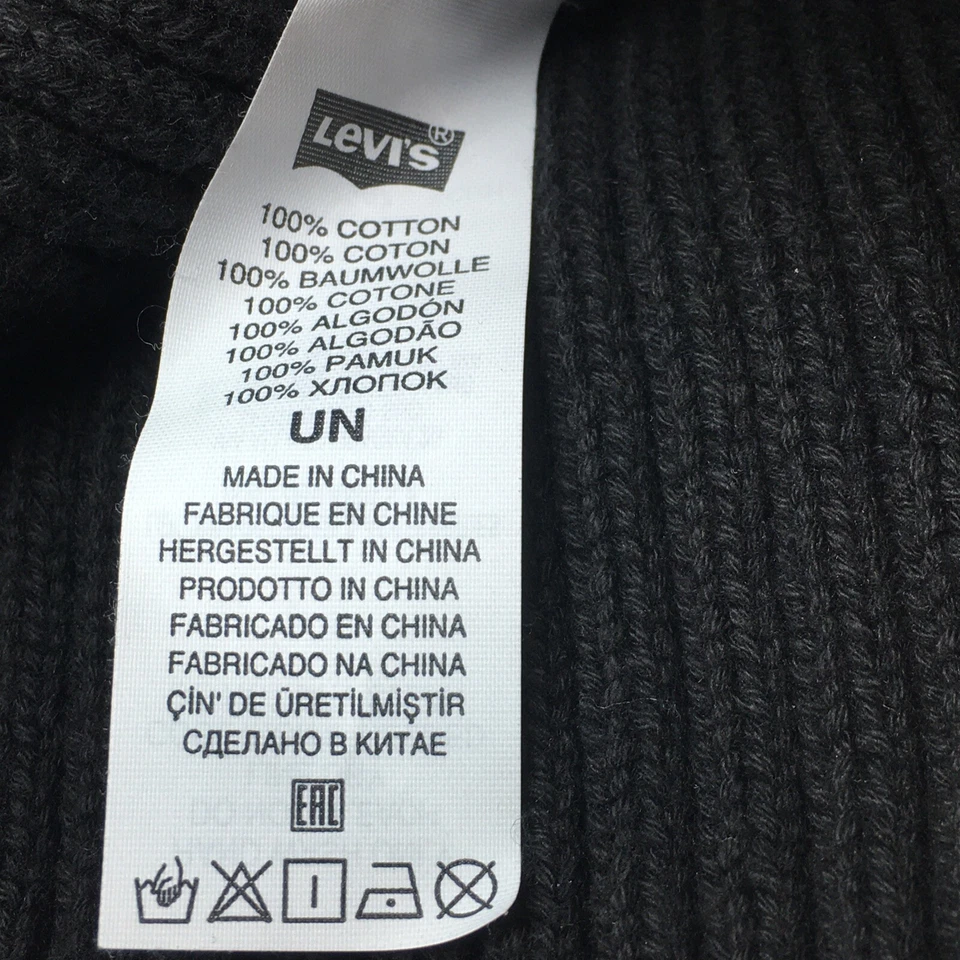 LEVI'S®
100% COTTON
100% COTON
100% BAUMWOLLE
100% COTONE
100% ALGODÓN
100% ALGODÃO
100% PAMUK
100% ХЛОПОК
UN
MADE IN CHINA
FABRIQUE EN CHINE
HERGESTELLT IN CHINA
PRODOTTO IN CHINA
FABRICADO EN CHINA
FABRICADO NA CHINA
ÇİN' DE ÜRETİLMİŞTİR
СДЕЛАНО В КИТАЕ
EAC